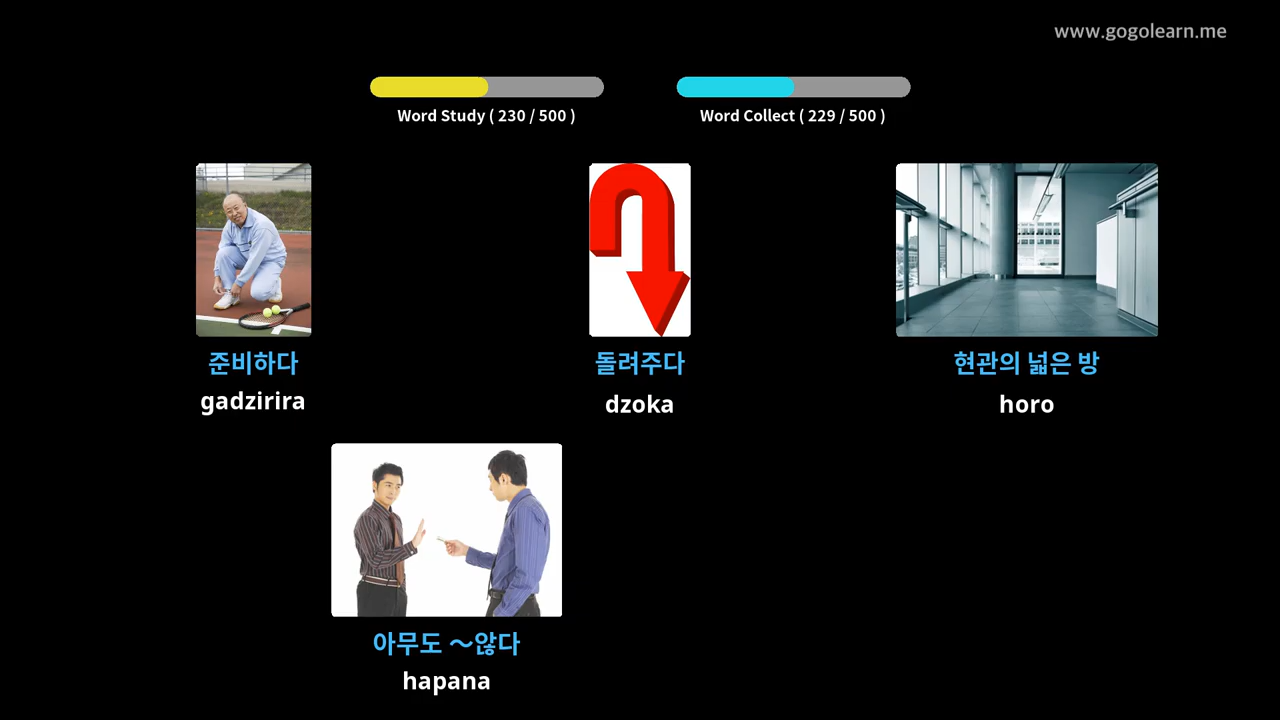 www.gogolearn.me
Word Study ( 230 / 500 )
Word Collect ( 229 / 500 )
준비하다
gadzirira
돌려주다
dzoka
현관의 넓은 방
horo
아무도 ～않다
hapana